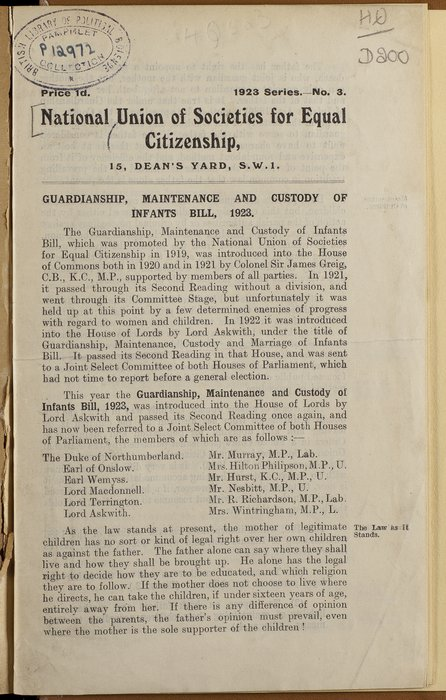 BRITISH LIBRARY OF POLITICAL SCIENCE
PAMPHLET
P12972
COLLECTION
HQ
D200
Price 1d.
1923 Series.—No. 3.
National Union of Societies for Equal
Citizenship,
15, DEAN'S YARD, S.W.1.
GUARDIANSHIP, MAINTENANCE AND CUSTODY OF
INFANTS BILL, 1923.
The Guardianship, Maintenance and Custody of Infants
Bill, which was promoted by the National Union of Societies
for Equal Citizenship in 1919, was introduced into the House
of Commons both in 1920 and in 1921 by Colonel Sir James Greig,
C.B., K.C., M.P., supported by members of all parties. In 1921,
it passed through its Second Reading without a division, and
went through its Committee Stage, but unfortunately it was
held up at this point by a few determined enemies of progress
with regard to women and children. In 1922 it was introduced
into the House of Lords by Lord Askwith, under the title of
Guardianship, Maintenance, Custody and Marriage of Infants
Bill. It passed its Second Reading in that House, and was sent
to a Joint Select Committee of both Houses of Parliament, which
had not time to report before a general election.
This year the Guardianship, Maintenance and Custody of
Infants Bill, 1923, was introduced into the House of Lords by
Lord Askwith and passed its Second Reading once again, and
has now been referred to a Joint Select Committee of both Houses
of Parliament, the members of which are as follows :—
The Duke of Northumberland. Mr. Murray, M.P., Lab.
Earl of Onslow. Mrs. Hilton Philipson, M.P., U.
Earl Wemyss. Mr. Hurst, K.C., M.P., U.
Lord Macdonnell. Mr. Nesbitt, M.P., U.
Lord Terrington. Mr. R. Richardson, M.P., Lab.
Lord Askwith. Mrs. Wintringham, M.P., L.
As the law stands at present, the mother of legitimate
children has no sort or kind of legal right over her own children
as against the father. The father alone can say where they shall
live and how they shall be brought up. He alone has the legal
right to decide how they are to be educated, and which religion
they are to follow. If the mother does not choose to live where
he directs, he can take the children, if under sixteen years of age,
entirely away from her. If there is any difference of opinion
between the parents, the father's opinion must prevail, even
where the mother is the sole supporter of the children !
The Law as it
Stands.